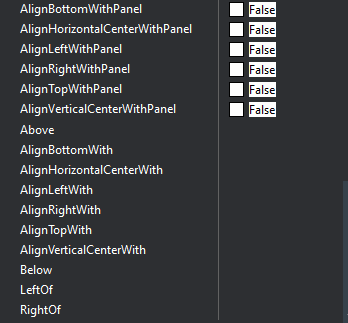 AlignBottomWithPanel False
AlignHorizontalCenterWithPanel False
AlignLeftWithPanel False
AlignRightWithPanel False
AlignTopWithPanel False
AlignVerticalCenterWithPanel False
Above
AlignBottomWith
AlignHorizontalCenterWith
AlignLeftWith
AlignRightWith
AlignTopWith
AlignVerticalCenterWith
Below
LeftOf
RightOf